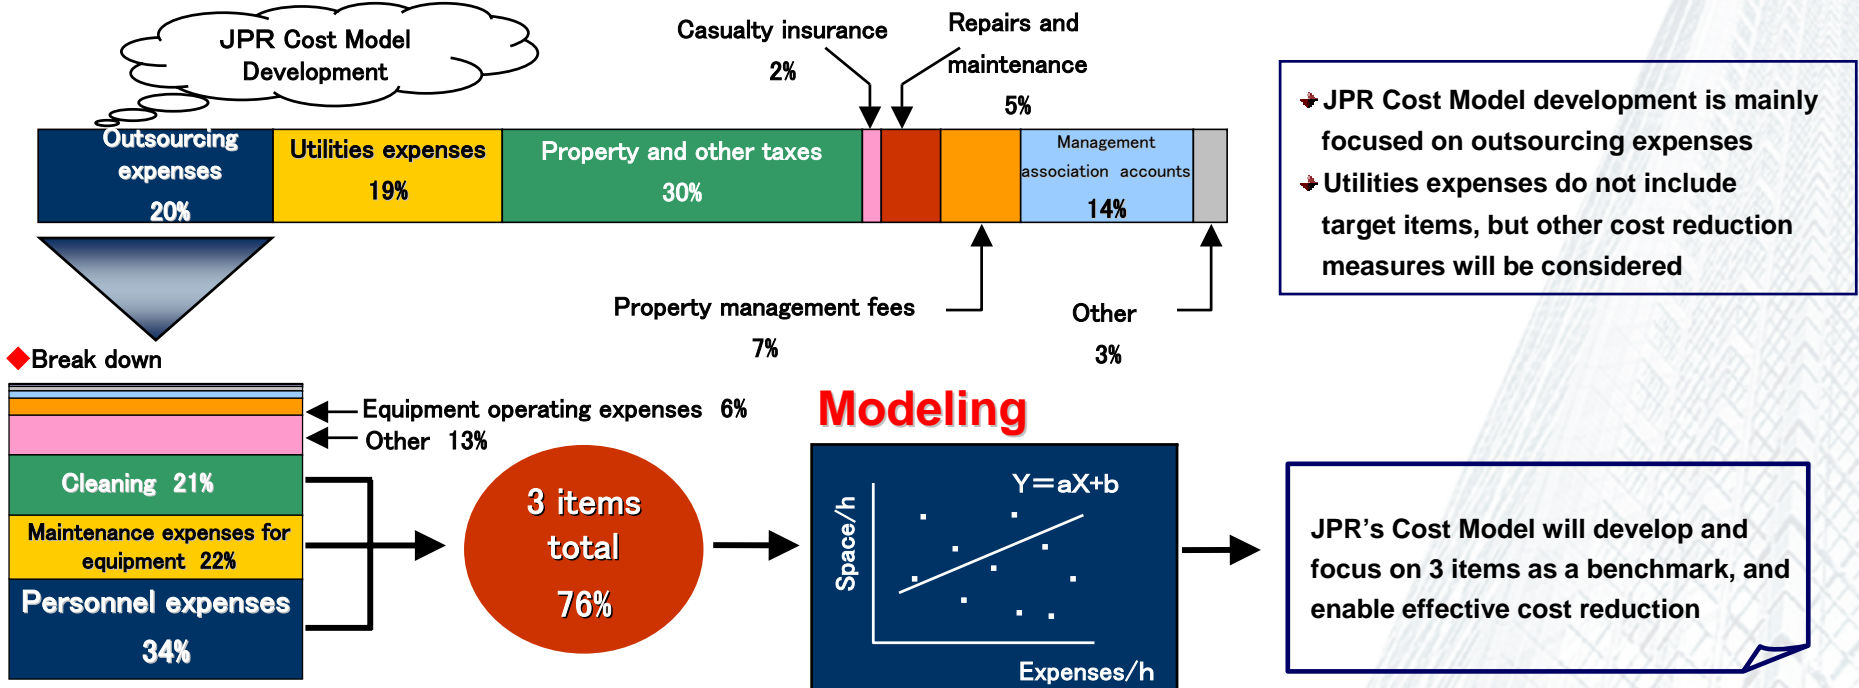 JPR Cost Model
Development
Casualty insurance
2%
Repairs and
maintenance
5%
Outsourcing
expenses
20%
Utilities expenses
19%
Property and other taxes
30%
Management
association accounts
14%
Property management fees
7%
Other
3%
JPR Cost Model development is mainly
focused on outsourcing expenses
Utilities expenses do not include
target items, but other cost reduction
measures will be considered
Break down
Equipment operating expenses 6%
Other 13%
Cleaning 21%
Maintenance expenses for
equipment 22%
Personnel expenses
34%
3 items
total
76%
Modeling
Y=aX+b
Space/h
Expenses/h
JPR’s Cost Model will develop and
focus on 3 items as a benchmark, and
enable effective cost reduction